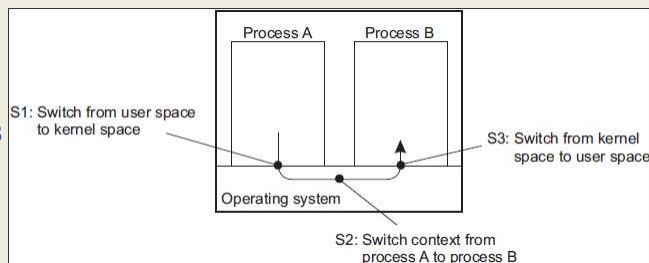 Process A
Process B
S1: Switch from user space
to kernel space
S3: Switch from kernel
space to user space
Operating system
S2: Switch context from
process A to process B